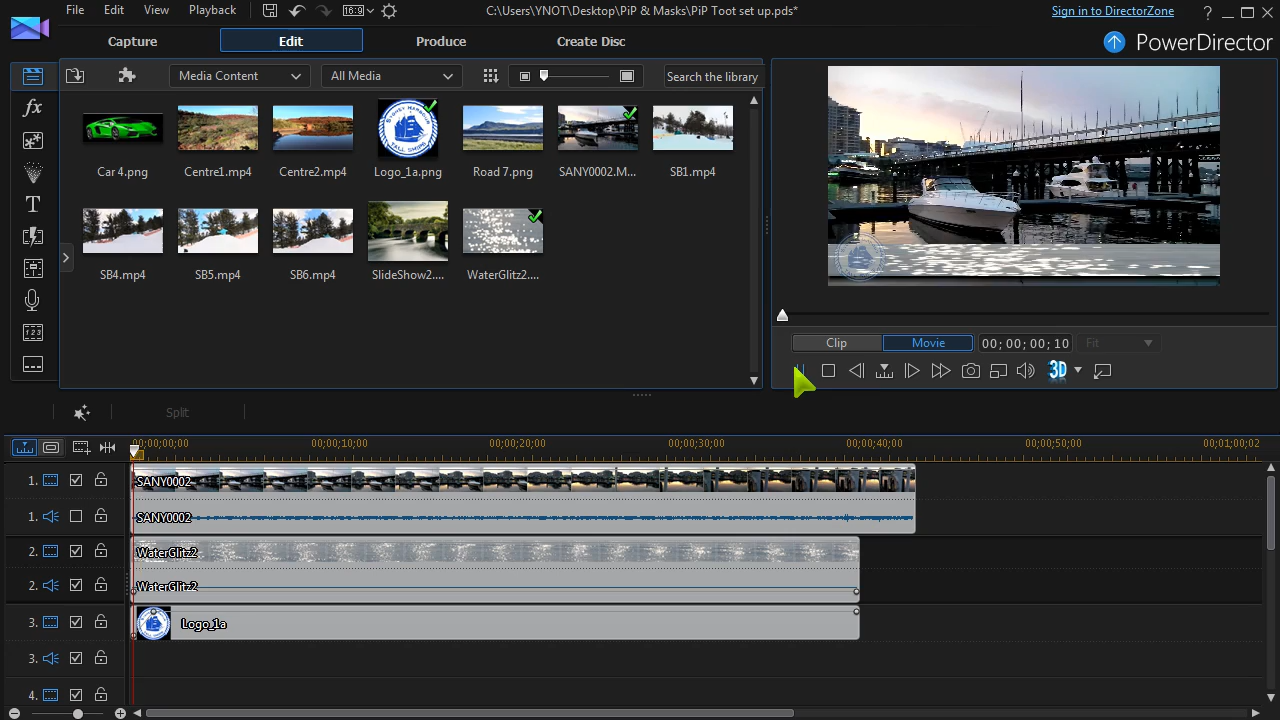 File Edit View Playback 16:9 C:\Users\YNOT\Desktop\PiP & Masks\PiP Toot set up.pds* Sign in to DirectorZone ?
Capture Edit Produce Create Disc PowerDirector
Media Content All Media Search the library
Car 4.png Centre1.mp4 Centre2.mp4 Logo_1a.png Road 7.png SANY0002.M... SB1.mp4
SB4.mp4 SB5.mp4 SB6.mp4 SlideShow2.... WaterGlitz2....
Clip Movie 00; 00; 00; 10 Fit
3D
Split
00;00;00;00 00;00;10;00 00;00;20;00 00;00;30;00 00;00;40;00 00;00;50;00 00;01;00;02
1. SANY0002
1. SANY0002
2. WaterGlitz2
2. WaterGlitz2
3. Logo_1a
3.
4.